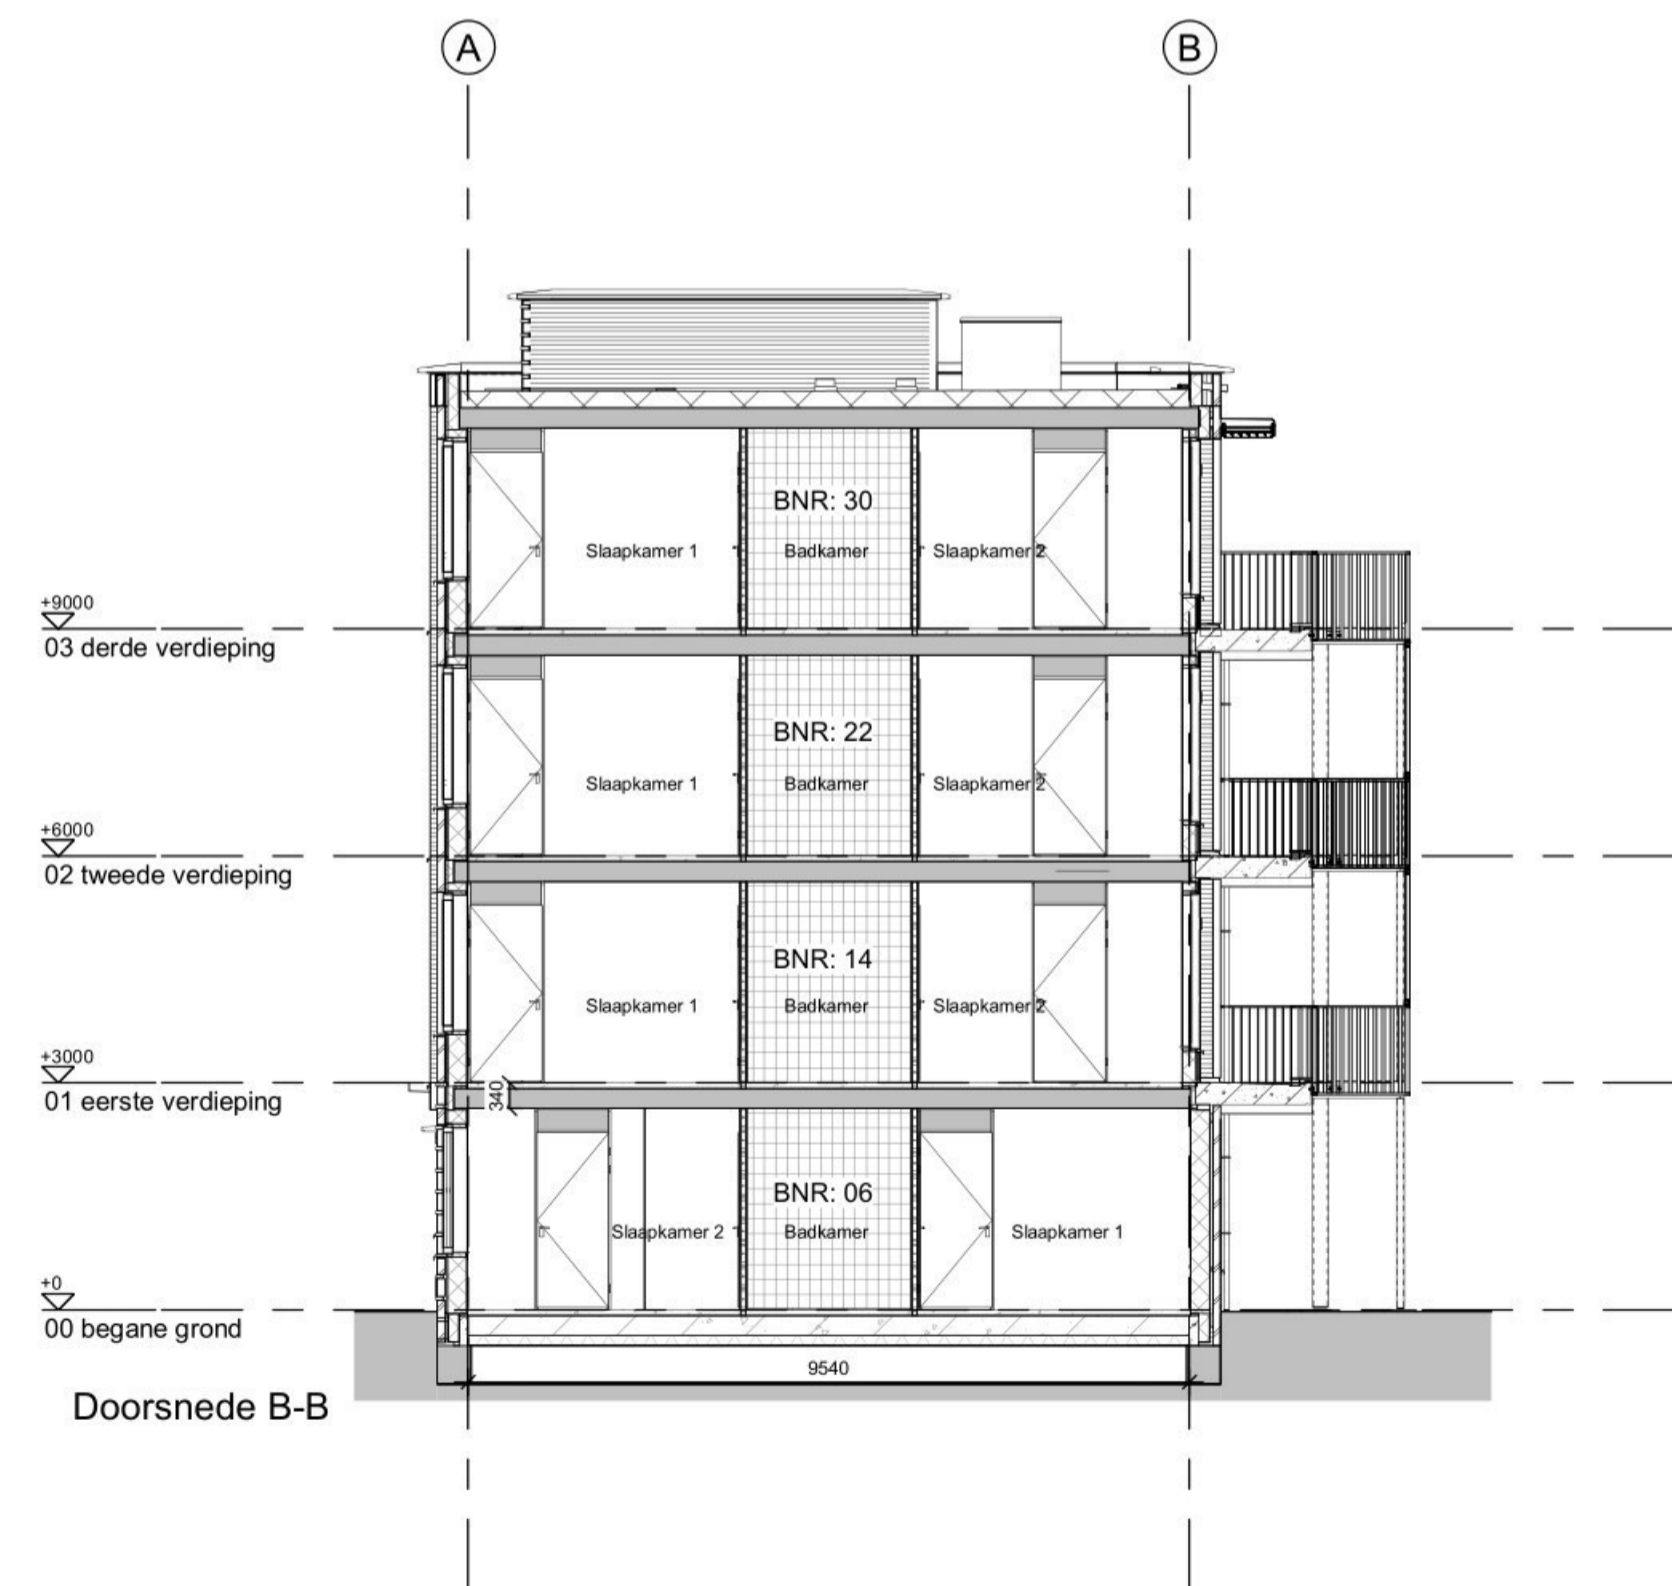 A
B
BNR: 30
Slaapkamer 1
Badkamer
Slaapkamer 2
+9000
03 derde verdieping
BNR: 22
Slaapkamer 1
Badkamer
Slaapkamer 2
+6000
02 tweede verdieping
BNR: 14
Slaapkamer 1
Badkamer
Slaapkamer 2
+3000
01 eerste verdieping
340
BNR: 06
Slaapkamer 2
Badkamer
Slaapkamer 1
+0
00 begane grond
9540
Doorsnede B-B